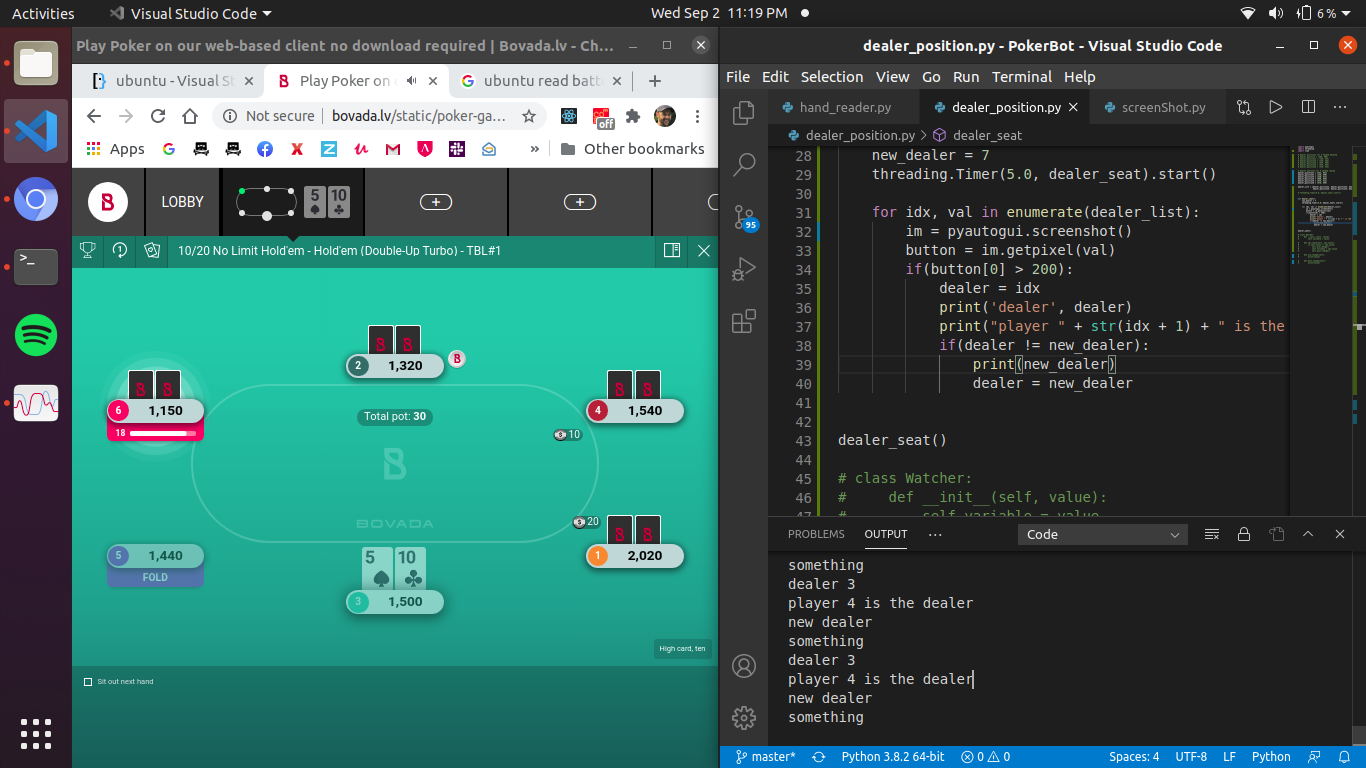 Activities
Visual Studio Code
Wed Sep 2 11:19 PM
6 %
Play Poker on our web-based client no download required | Bovada.lv - Ch...
ubuntu - Visual St
Play Poker on
ubuntu read batt
Not secure
bovada.lv/static/poker-ga...
off
Apps
»
Other bookmarks
LOBBY
5 10
10/20 No Limit Hold'em - Hold'em (Double-Up Turbo) - TBL#1
2 1,320
6 1,150
18
4 1,540
Total pot: 30
10
BOVADA
20
1 2,020
5 1,440
FOLD
5 10
3 1,500
High card, ten
Sit out next hand
dealer_position.py - PokerBot - Visual Studio Code
File Edit Selection View Go Run Terminal Help
hand_reader.py
dealer_position.py
screenShot.py
dealer_position.py > dealer_seat
28 new_dealer = 7
29 threading.Timer(5.0, dealer_seat).start()
30
31 for idx, val in enumerate(dealer_list):
32 im = pyautogui.screenshot()
33 button = im.getpixel(val)
34 if(button[0] > 200):
35 dealer = idx
36 print('dealer', dealer)
37 print("player " + str(idx + 1) + " is the
38 if(dealer != new_dealer):
39 print(new_dealer)
40 dealer = new_dealer
41
42
43 dealer_seat()
44
45 # class Watcher:
46 # def __init__(self, value):
47 # self.variable = value
95
PROBLEMS OUTPUT ... Code
something
dealer 3
player 4 is the dealer
new dealer
something
dealer 3
player 4 is the dealer
new dealer
something
master* Python 3.8.2 64-bit 0 0 Spaces: 4 UTF-8 LF Python